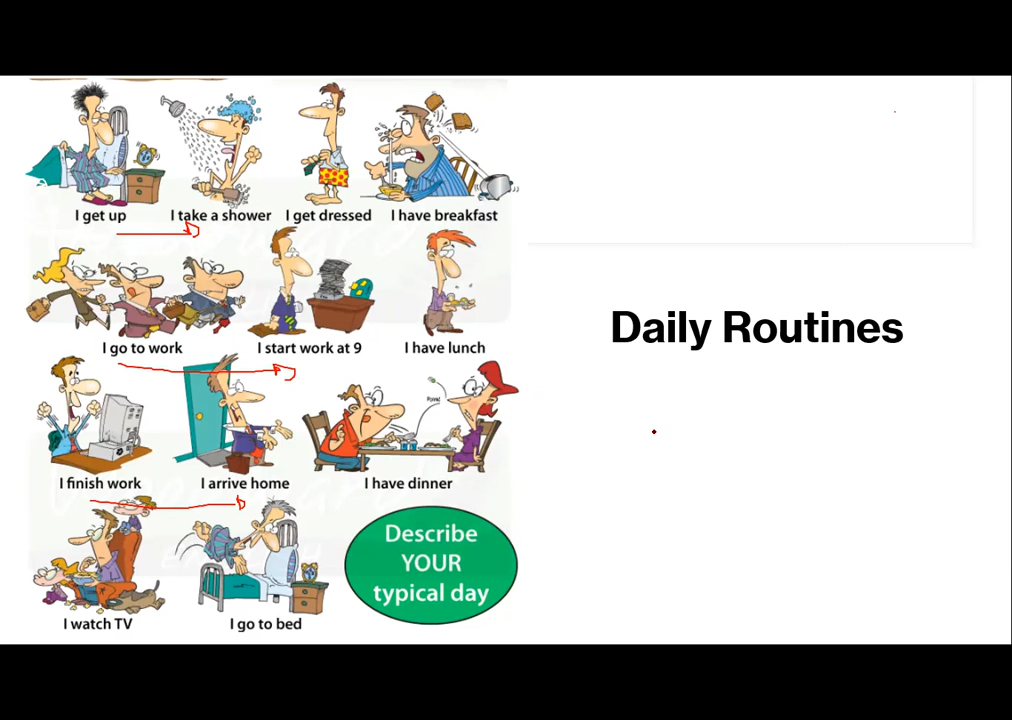 I get up
I take a shower
I get dressed
I have breakfast
I go to work
I start work at 9
I have lunch
Daily Routines
POINK!
I finish work
I arrive home
I have dinner
Describe
YOUR
typical day
I watch TV
I go to bed